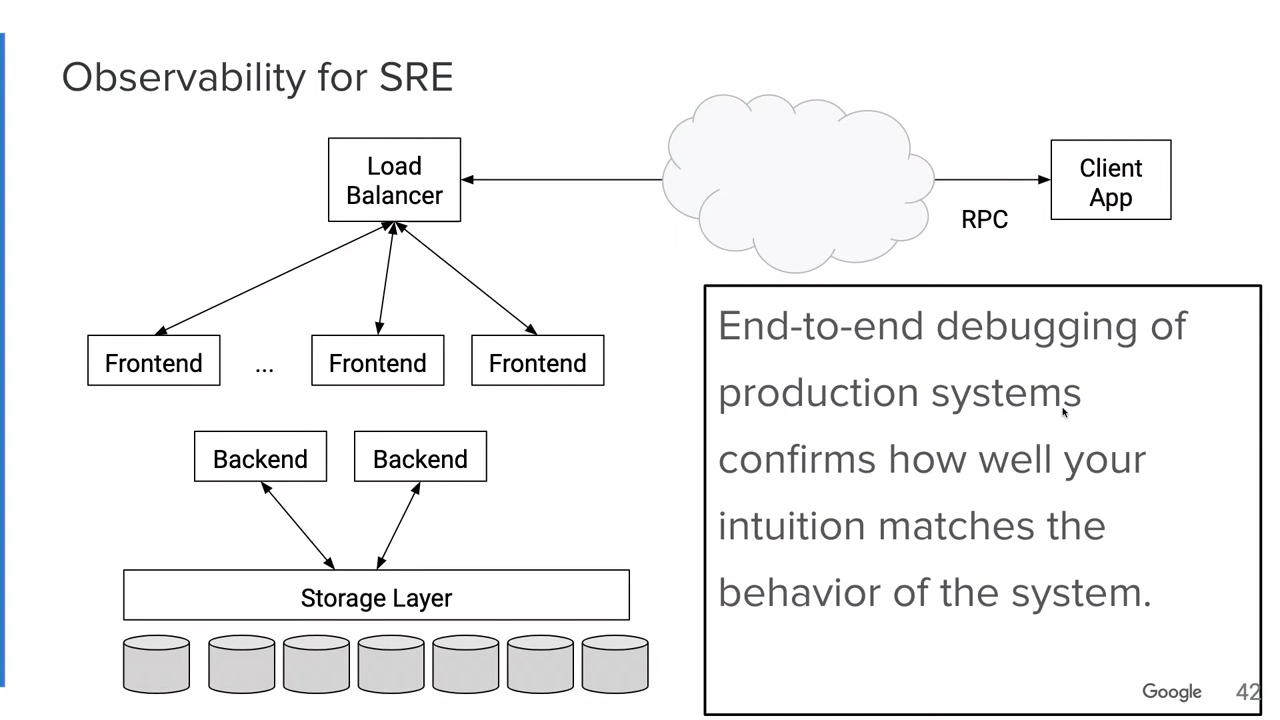 Observability for SRE
Load
Balancer
Client
App
RPC
Frontend
...
Frontend
Frontend
Backend
Backend
Storage Layer
End-to-end debugging of
production systems
confirms how well your
intuition matches the
behavior of the system.
Google
42